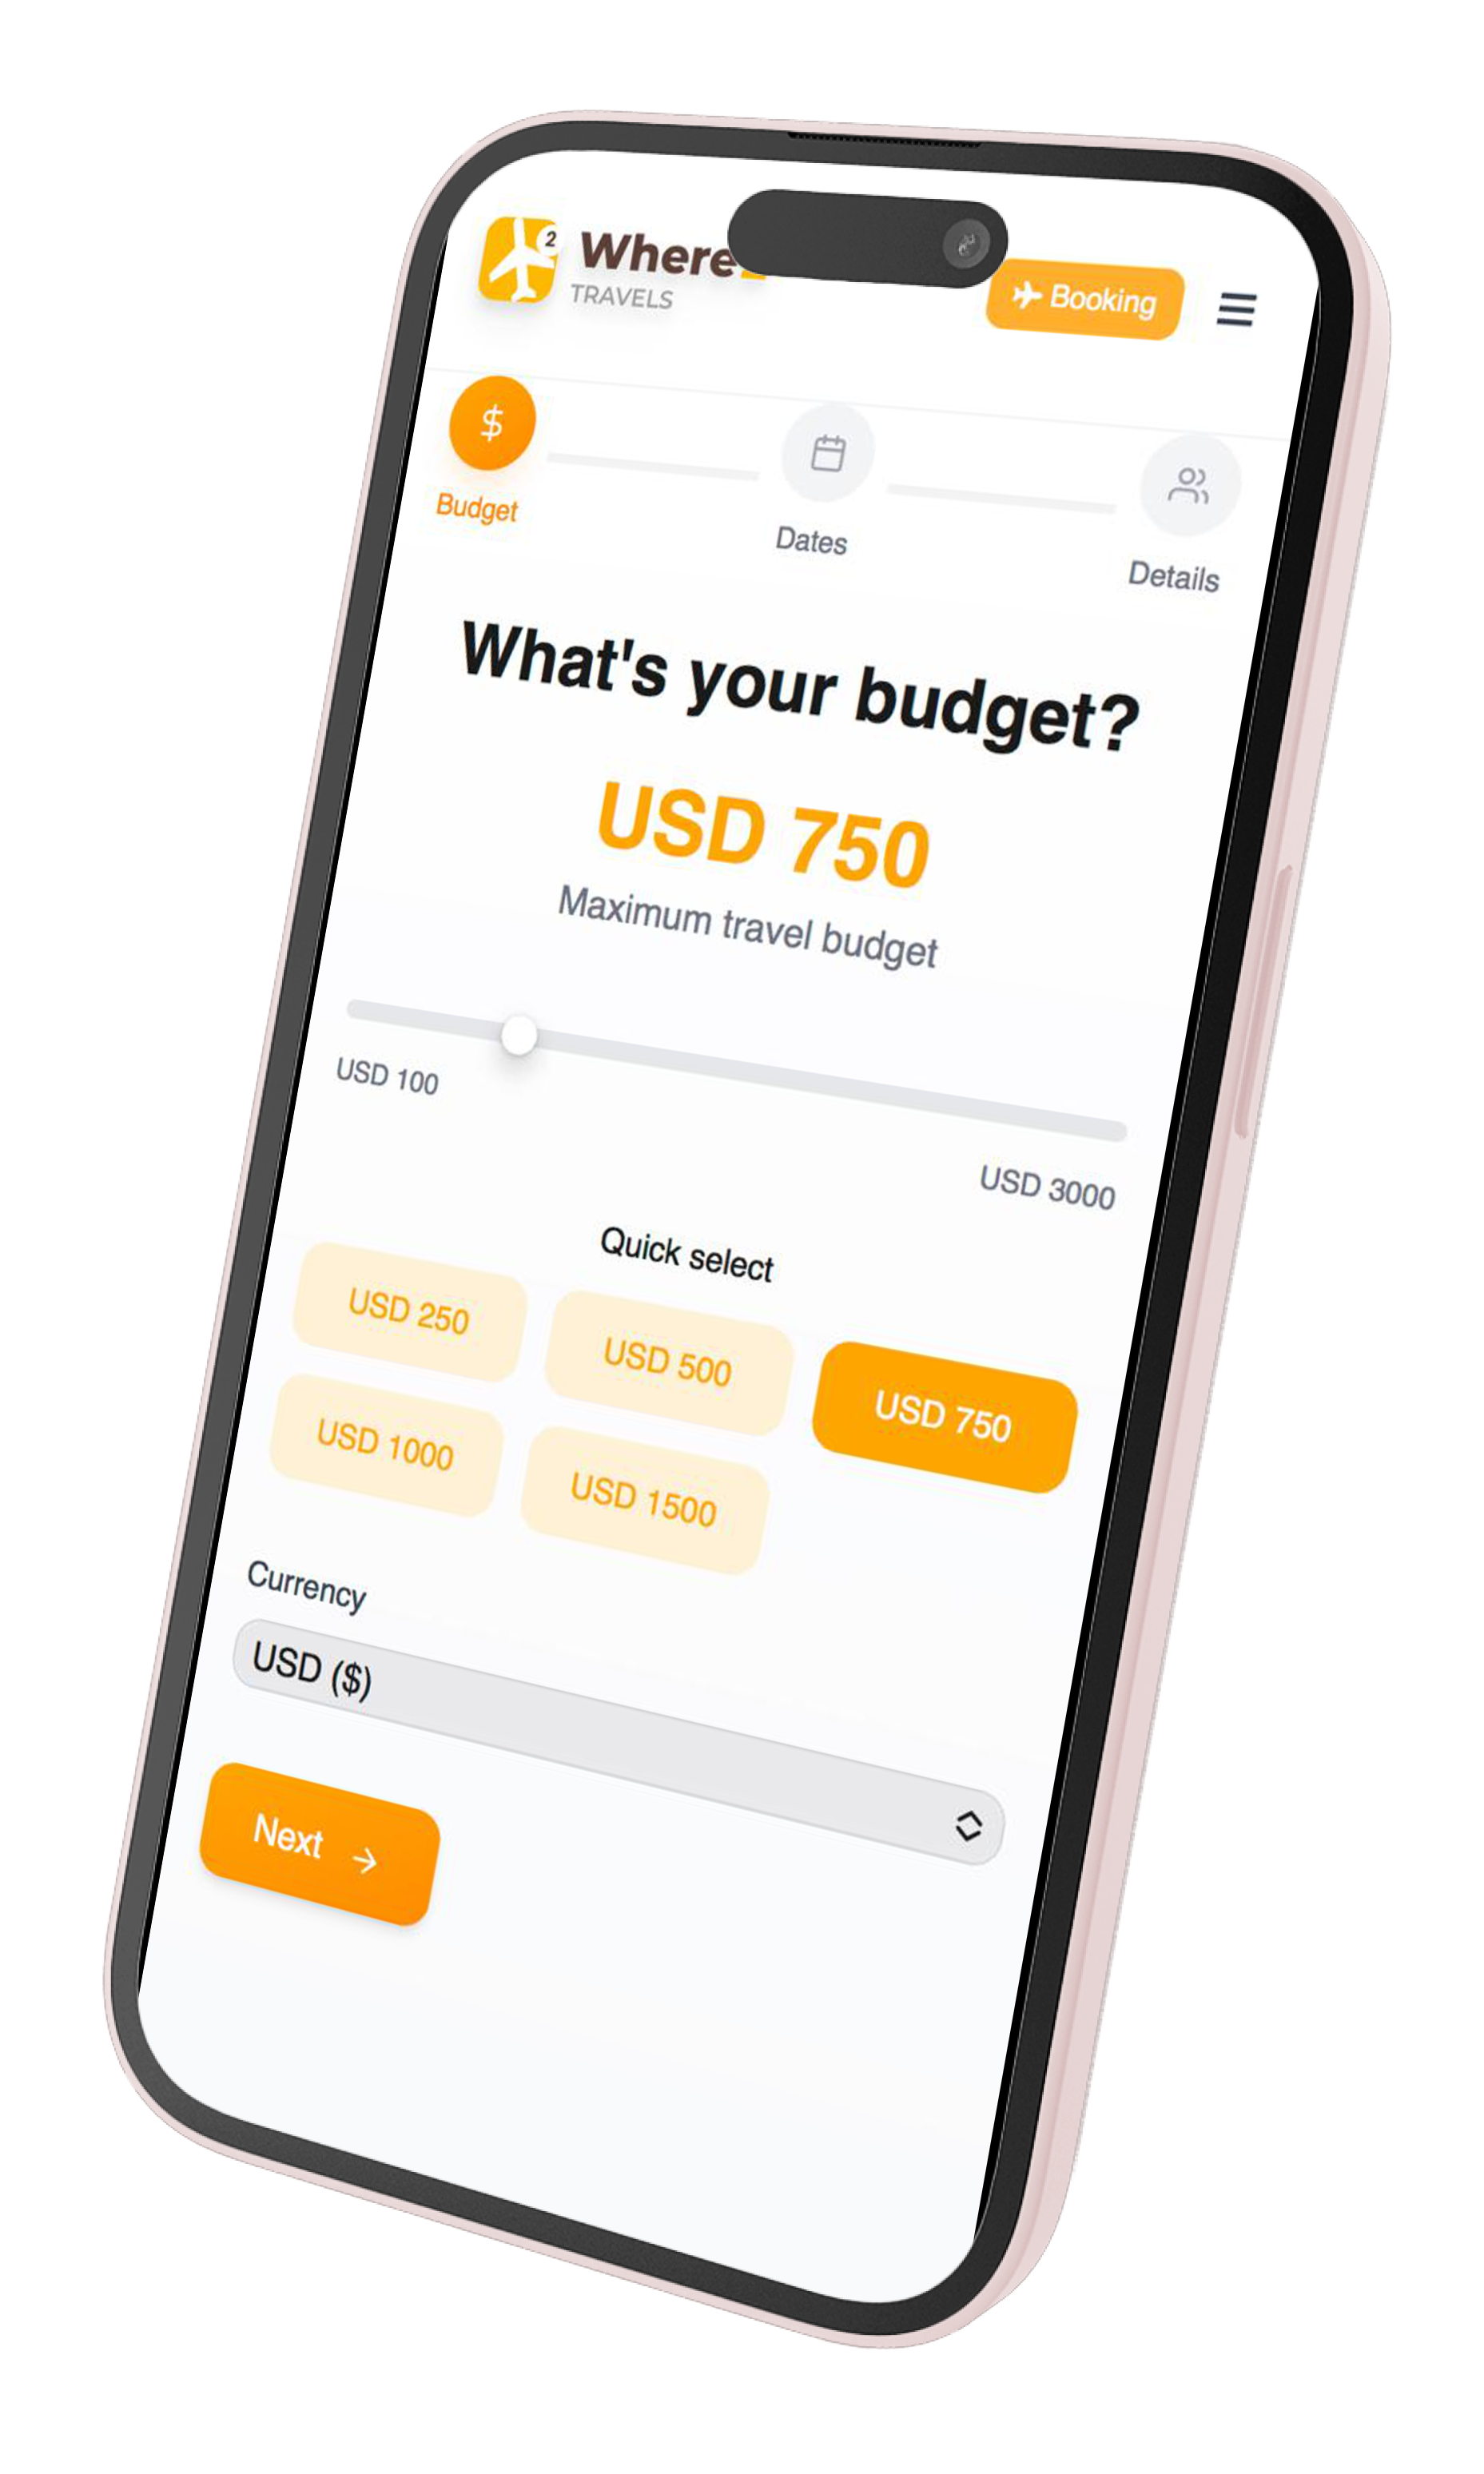 2
Where
TRAVELS
Booking
$
Budget
Dates
Details
What's your budget?
USD 750
Maximum travel budget
USD 100
USD 3000
Quick select
USD 250
USD 500
USD 750
USD 1000
USD 1500
Currency
USD ($)
Next →